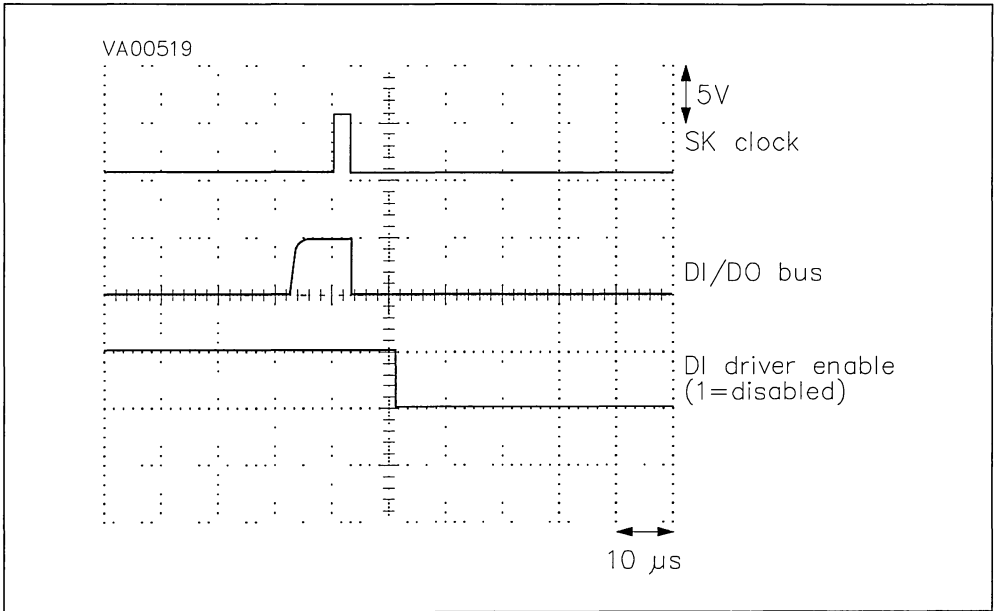 VA00519
5V
SK clock
DI/DO bus
DI driver enable
(1=disabled)
10 µs